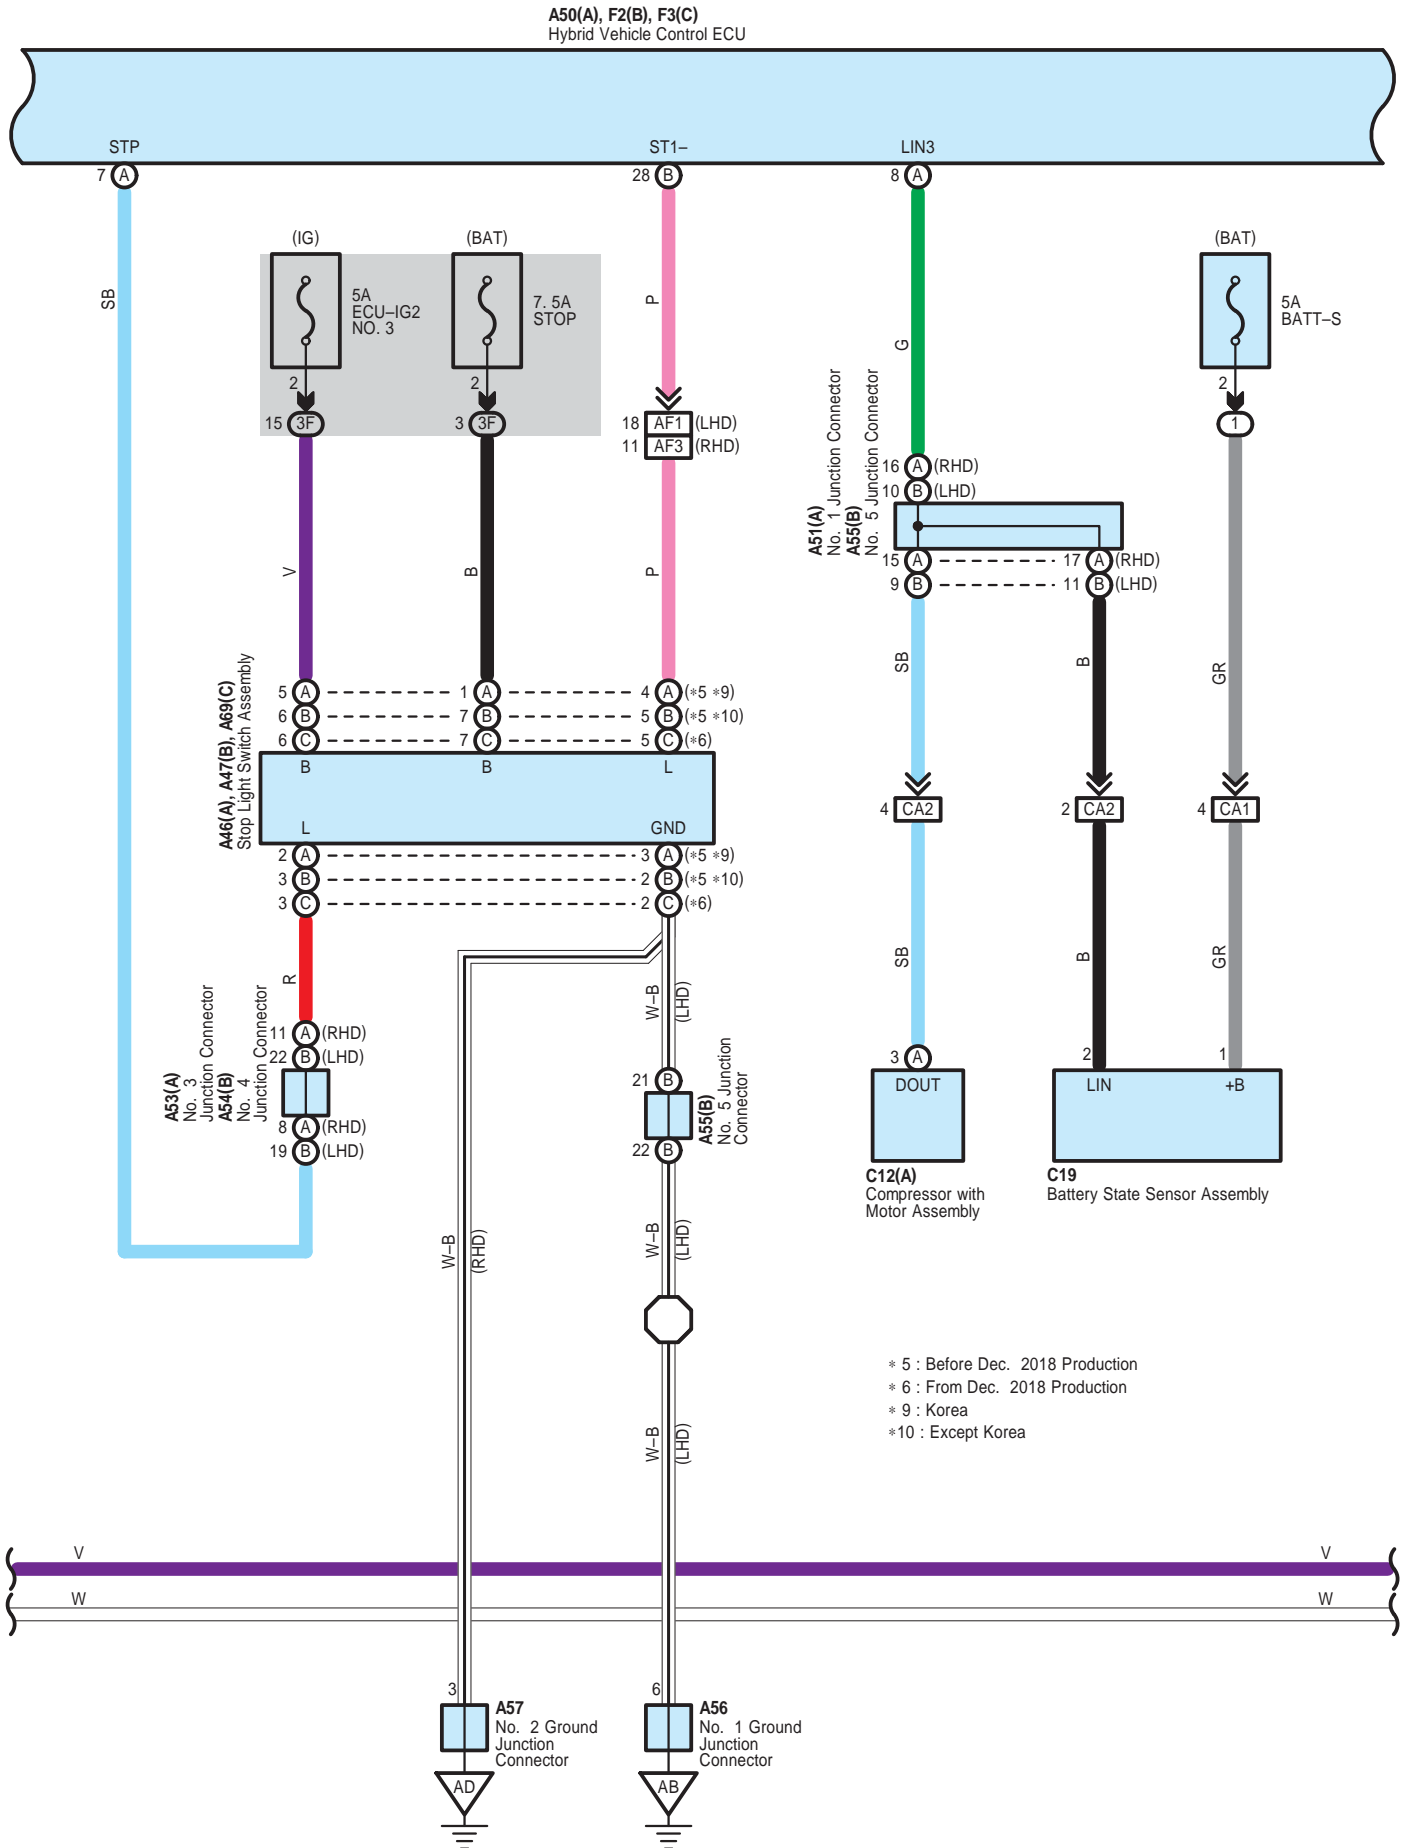 A50(A), F2(B), F3(C)
Hybrid Vehicle Control ECU
STP
ST1–
LIN3
7 A
28 B
8 A
(IG)
(BAT)
(BAT)
SB
5A
ECU–IG2
NO. 3
7. 5A
STOP
P
G
5A
BATT–S
2
2
2
15 3F
3 3F
18 AF1 (LHD)
11 AF3 (RHD)
1
A51(A)
No. 1 Junction Connector
A55(B)
No. 5 Junction Connector
16 A (RHD)
10 B (LHD)
15 A
17 A (RHD)
9 B
11 B (LHD)
V
B
P
SB
B
GR
A46(A), A47(B), A69(C)
Stop Light Switch Assembly
5 A
1 A
4 A (*5 *9)
6 B
7 B
5 B (*5 *10)
6 C
7 C
5 C (*6)
B
B
L
L
GND
4 CA2
2 CA2
4 CA1
2 A
3 A (*5 *9)
3 B
2 B (*5 *10)
3 C
2 C (*6)
R
W–B
(LHD)
SB
B
GR
A53(A)
No. 3
Junction Connector
A54(B)
No. 4
Junction Connector
11 A (RHD)
22 B (LHD)
8 A (RHD)
19 B (LHD)
21 B
A55(B)
No. 5 Junction
Connector
22 B
3 A
2
1
DOUT
LIN
+B
C12(A)
Compressor with
Motor Assembly
C19
Battery State Sensor Assembly
W–B
(RHD)
W–B
(LHD)
W–B
(LHD)
* 5 : Before Dec. 2018 Production
* 6 : From Dec. 2018 Production
* 9 : Korea
*10 : Except Korea
V
V
W
W
3
A57
No. 2 Ground
Junction
Connector
6
A56
No. 1 Ground
Junction
Connector
AD
AB